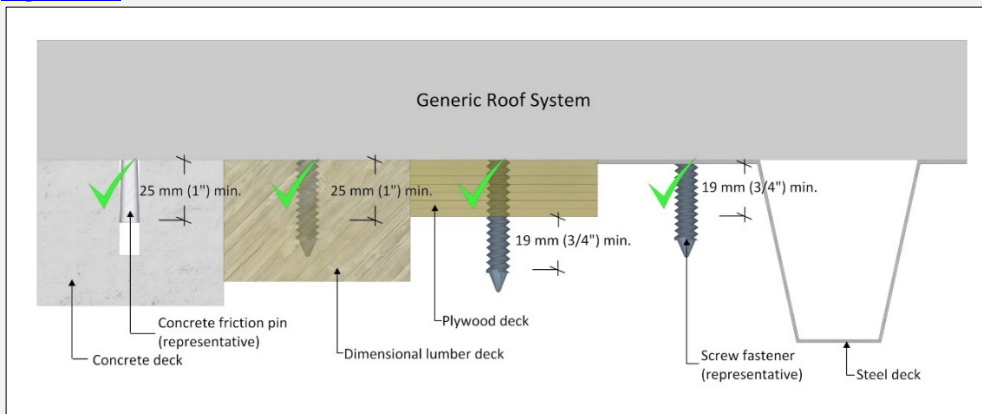 Generic Roof System
25 mm (1") min.
25 mm (1") min.
19 mm (3/4") min.
19 mm (3/4") min.
Concrete friction pin
(representative)
Concrete deck
Dimensional lumber deck
Plywood deck
Screw fastener
(representative)
Steel deck